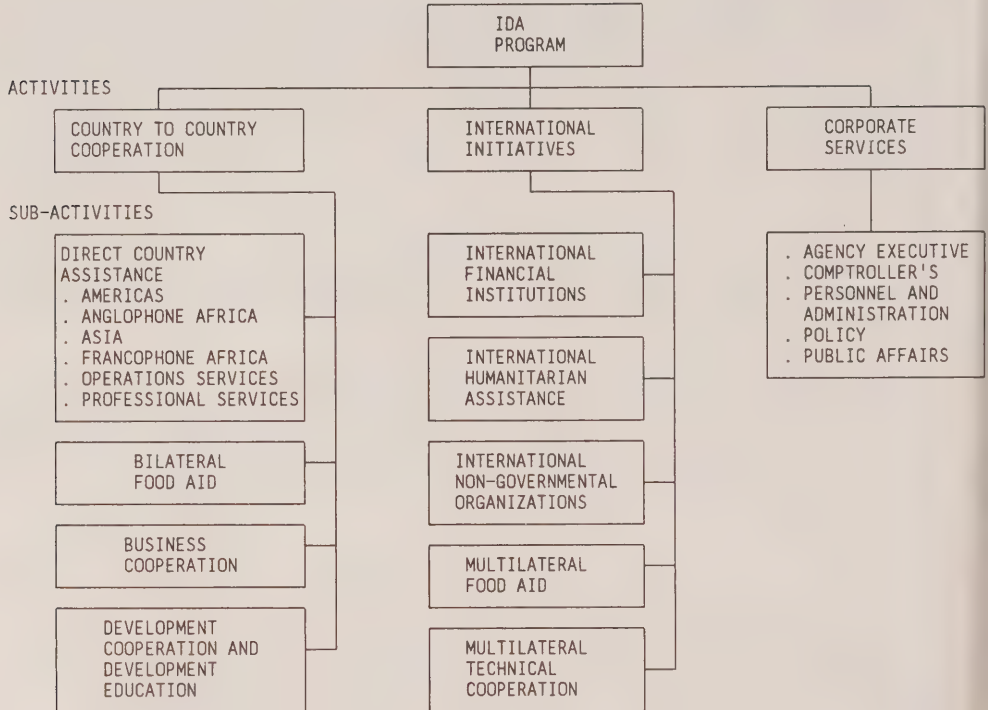 IDA
PROGRAM
ACTIVITIES
COUNTRY TO COUNTRY
COOPERATION
INTERNATIONAL
INITIATIVES
CORPORATE
SERVICES
SUB-ACTIVITIES
DIRECT COUNTRY
ASSISTANCE
. AMERICAS
. ANGLOPHONE AFRICA
. ASIA
. FRANCOPHONE AFRICA
. OPERATIONS SERVICES
. PROFESSIONAL SERVICES
BILATERAL
FOOD AID
BUSINESS
COOPERATION
DEVELOPMENT
COOPERATION AND
DEVELOPMENT
EDUCATION
INTERNATIONAL
FINANCIAL
INSTITUTIONS
INTERNATIONAL
HUMANITARIAN
ASSISTANCE
INTERNATIONAL
NON-GOVERNMENTAL
ORGANIZATIONS
MULTILATERAL
FOOD AID
MULTILATERAL
TECHNICAL
COOPERATION
. AGENCY EXECUTIVE
. COMPTROLLER'S
. PERSONNEL AND
ADMINISTRATION
. POLICY
. PUBLIC AFFAIRS